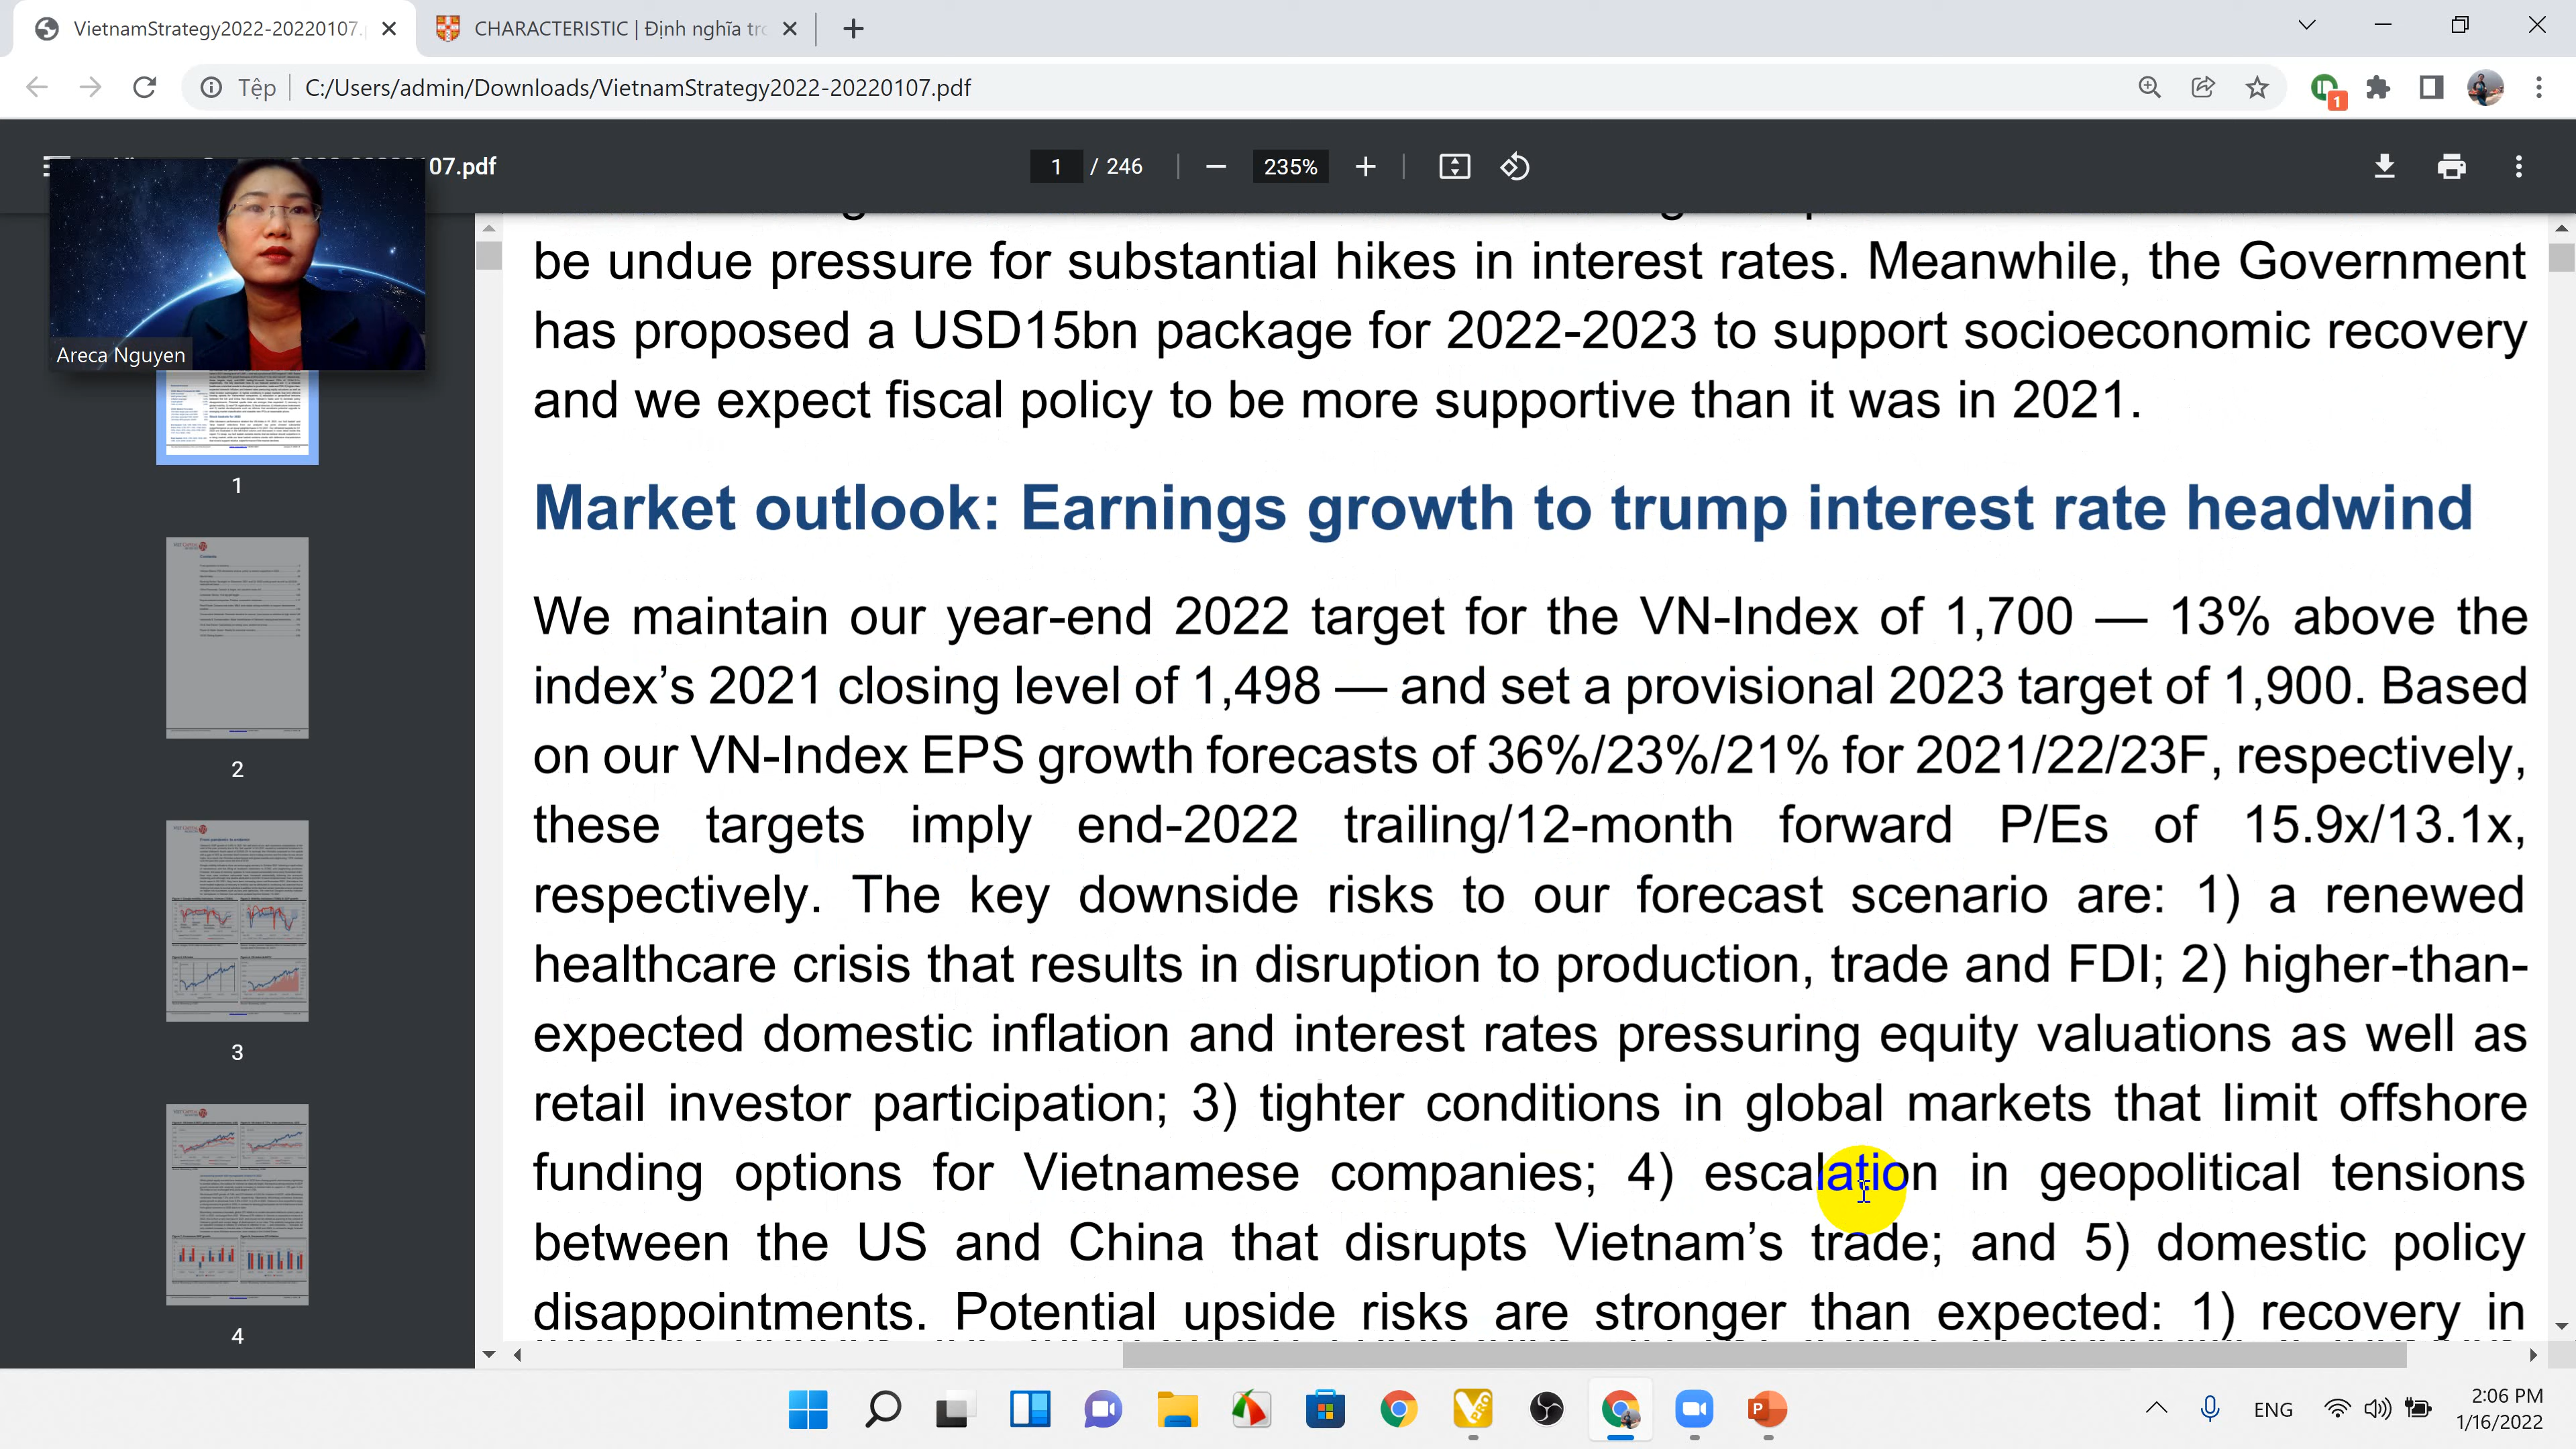 VietnamStrategy2022-20220107.
CHARACTERISTIC | Định nghĩa trc
Tệp
C:/Users/admin/Downloads/VietnamStrategy2022-20220107.pdf
1
07.pdf
1 / 246
235%
Areca Nguyen
1
2
3
4
be undue pressure for substantial hikes in interest rates. Meanwhile, the Government
has proposed a USD15bn package for 2022-2023 to support socioeconomic recovery
and we expect fiscal policy to be more supportive than it was in 2021.
Market outlook: Earnings growth to trump interest rate headwind
We maintain our year-end 2022 target for the VN-Index of 1,700 — 13% above the
index’s 2021 closing level of 1,498 — and set a provisional 2023 target of 1,900. Based
on our VN-Index EPS growth forecasts of 36%/23%/21% for 2021/22/23F, respectively,
these targets imply end-2022 trailing/12-month forward P/Es of 15.9x/13.1x,
respectively. The key downside risks to our forecast scenario are: 1) a renewed
healthcare crisis that results in disruption to production, trade and FDI; 2) higher-than-
expected domestic inflation and interest rates pressuring equity valuations as well as
retail investor participation; 3) tighter conditions in global markets that limit offshore
funding options for Vietnamese companies; 4) escalation in geopolitical tensions
between the US and China that disrupts Vietnam’s trade; and 5) domestic policy
disappointments. Potential upside risks are stronger than expected: 1) recovery in
ENG
2:06 PM
1/16/2022